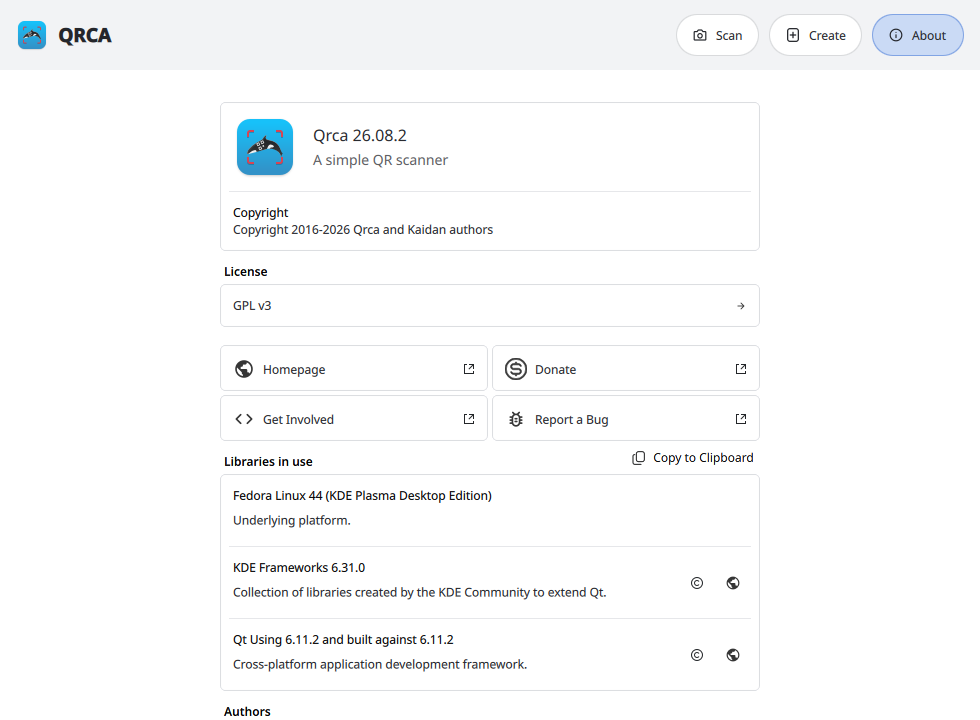 QRCA
Scan
Create
About
Qrca 26.08.2
A simple QR scanner
Copyright
Copyright 2016-2026 Qrca and Kaidan authors
License
GPL v3
Homepage
Donate
Get Involved
Report a Bug
Libraries in use
Copy to Clipboard
Fedora Linux 44 (KDE Plasma Desktop Edition)
Underlying platform.
KDE Frameworks 6.31.0
Collection of libraries created by the KDE Community to extend Qt.
Qt Using 6.11.2 and built against 6.11.2
Cross-platform application development framework.
Authors